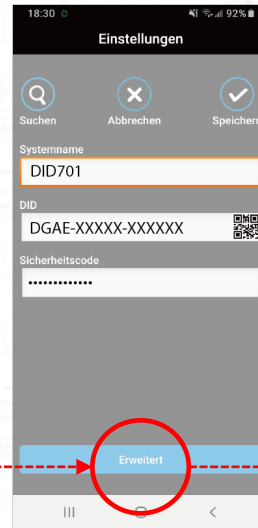 18:30 92%
Einstellungen
Suchen Abbrechen Speichern
Systemname
DID701
DID
DGAE-XXXXX-XXXXXX
Sicherheitscode
•••••••••••••
Erweitert